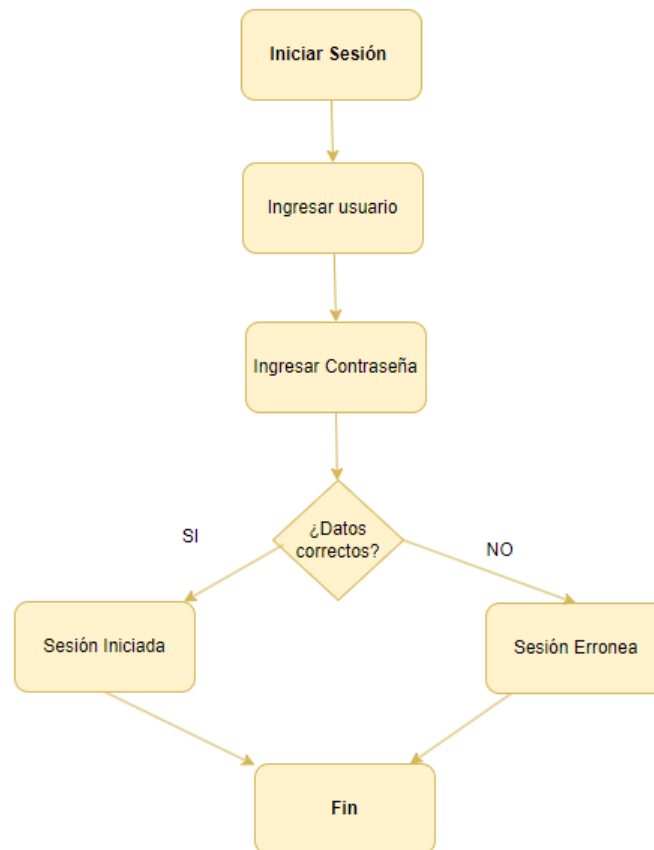 Iniciar Sesión
Ingresar usuario
Ingresar Contraseña
¿Datos
correctos?
SI
NO
Sesión Iniciada
Sesión Erronea
Fin